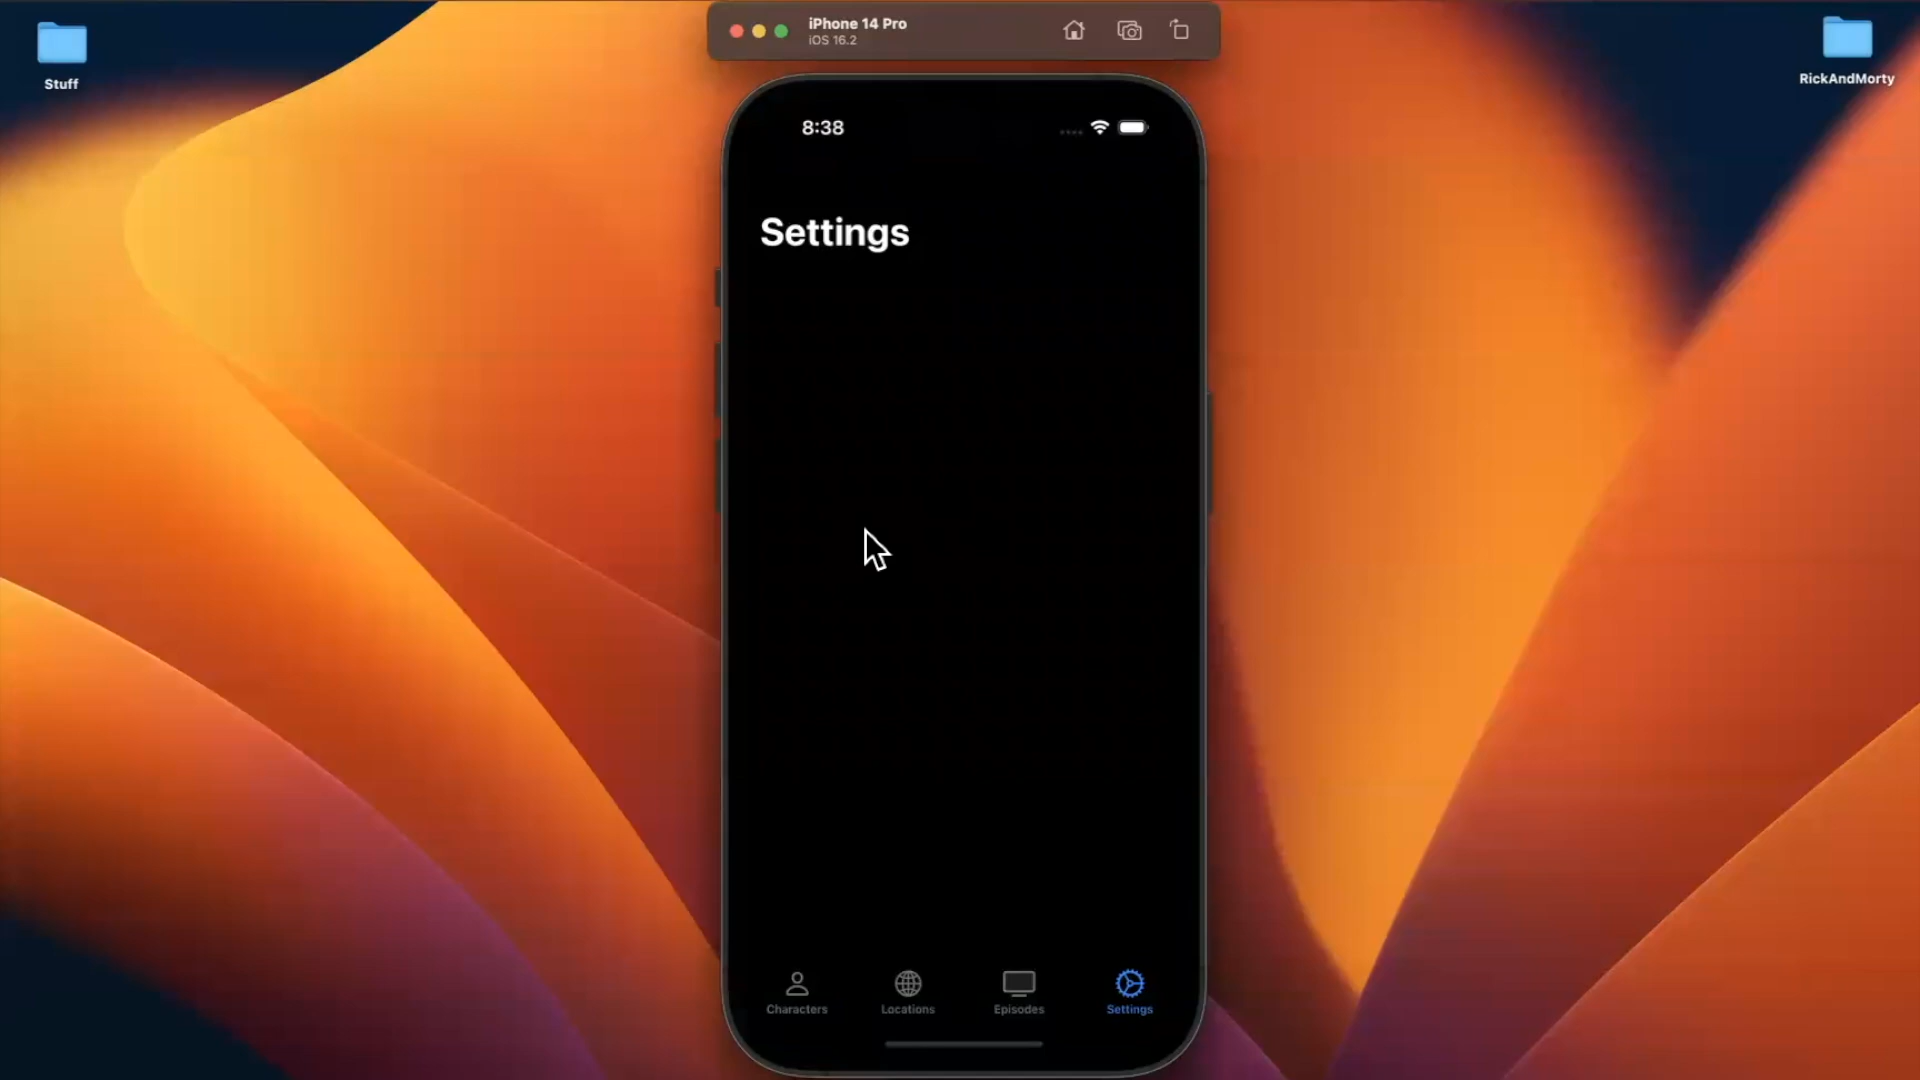 iPhone 14 Pro
iOS 16.2
Stuff
RickAndMorty
8:38
Settings
Characters
Locations
Episodes
Settings